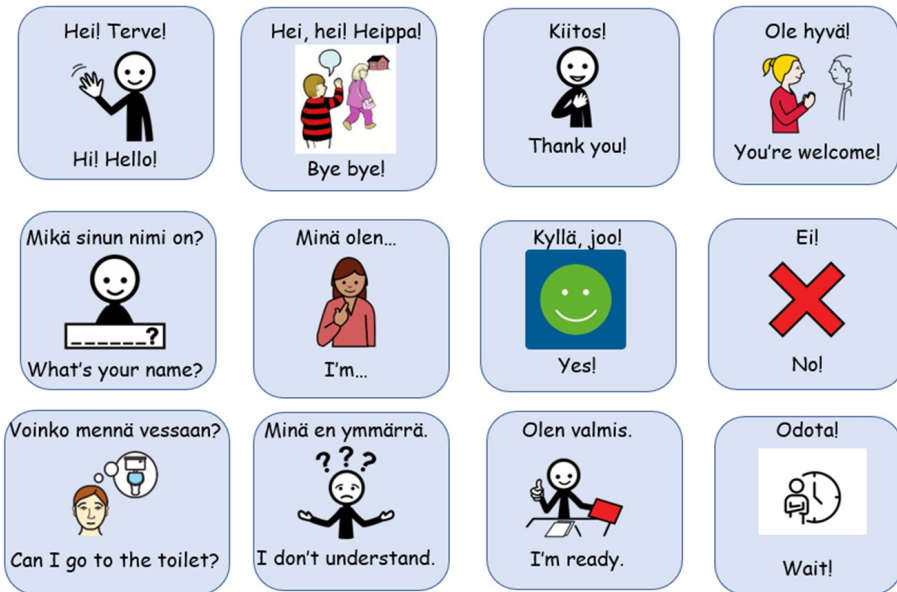 Hei! Terve!
Hi! Hello!
Hei, hei! Heippa!
Bye bye!
Kiitos!
Thank you!
Ole hyvä!
You're welcome!
Mikä sinun nimi on?
______?
What's your name?
Minä olen...
I'm...
Kyllä, joo!
Yes!
Ei!
No!
Voinko mennä vessaan?
Can I go to the toilet?
Minä en ymmärrä.
? ? ?
I don't understand.
Olen valmis.
I'm ready.
Odota!
Wait!